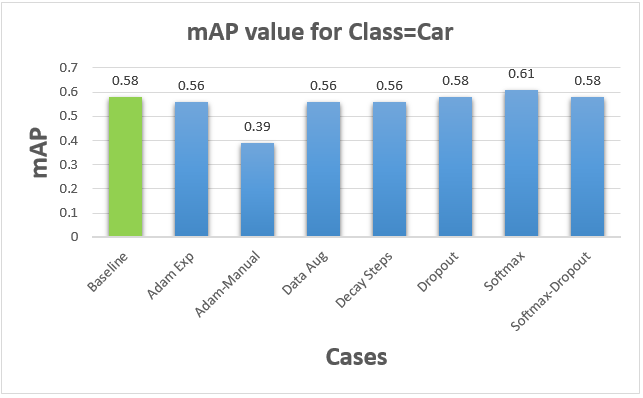 mAP value for Class=Car
0.7
0.6
0.5
0.4
0.3
0.2
0.1
0
mAP
0.58
0.56
0.39
0.56
0.56
0.58
0.61
0.58
Baseline
Adam Exp
Adam-Manual
Data Aug
Decay Steps
Dropout
Softmax
Softmax-Dropout
Cases